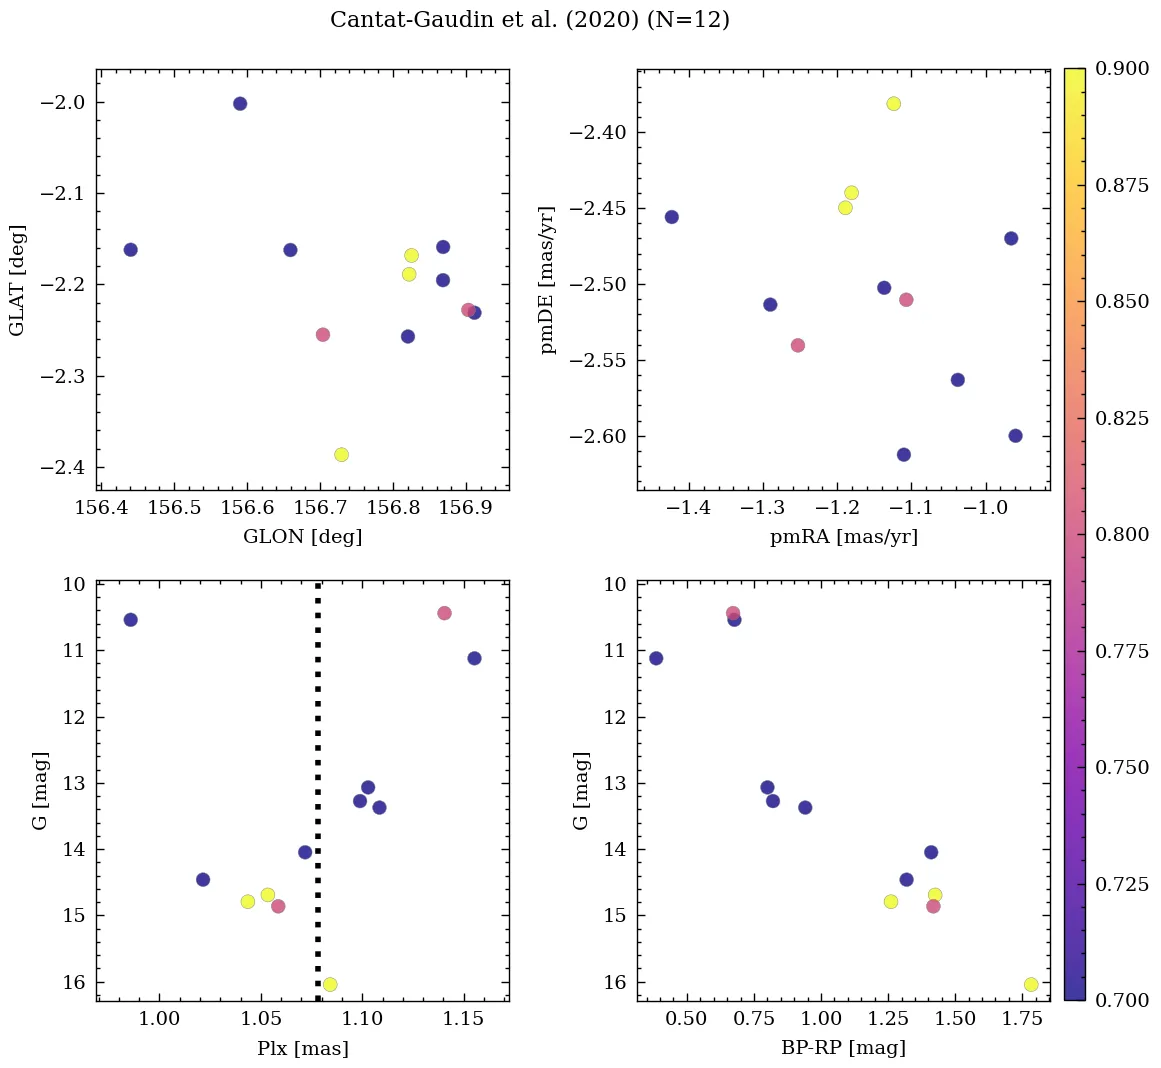 Cantat-Gaudin et al. (2020) (N=12)
−2.0
−2.1
−2.2
−2.3
−2.4
GLAT [deg]
156.4 156.5 156.6 156.7 156.8 156.9
GLON [deg]
−2.40
−2.45
−2.50
−2.55
−2.60
pmDE [mas/yr]
−1.4 −1.3 −1.2 −1.1 −1.0
pmRA [mas/yr]
10
11
12
13
14
15
16
G [mag]
1.00 1.05 1.10 1.15
Plx [mas]
10
11
12
13
14
15
16
G [mag]
0.50 0.75 1.00 1.25 1.50 1.75
BP-RP [mag]
0.900
0.875
0.850
0.825
0.800
0.775
0.750
0.725
0.700